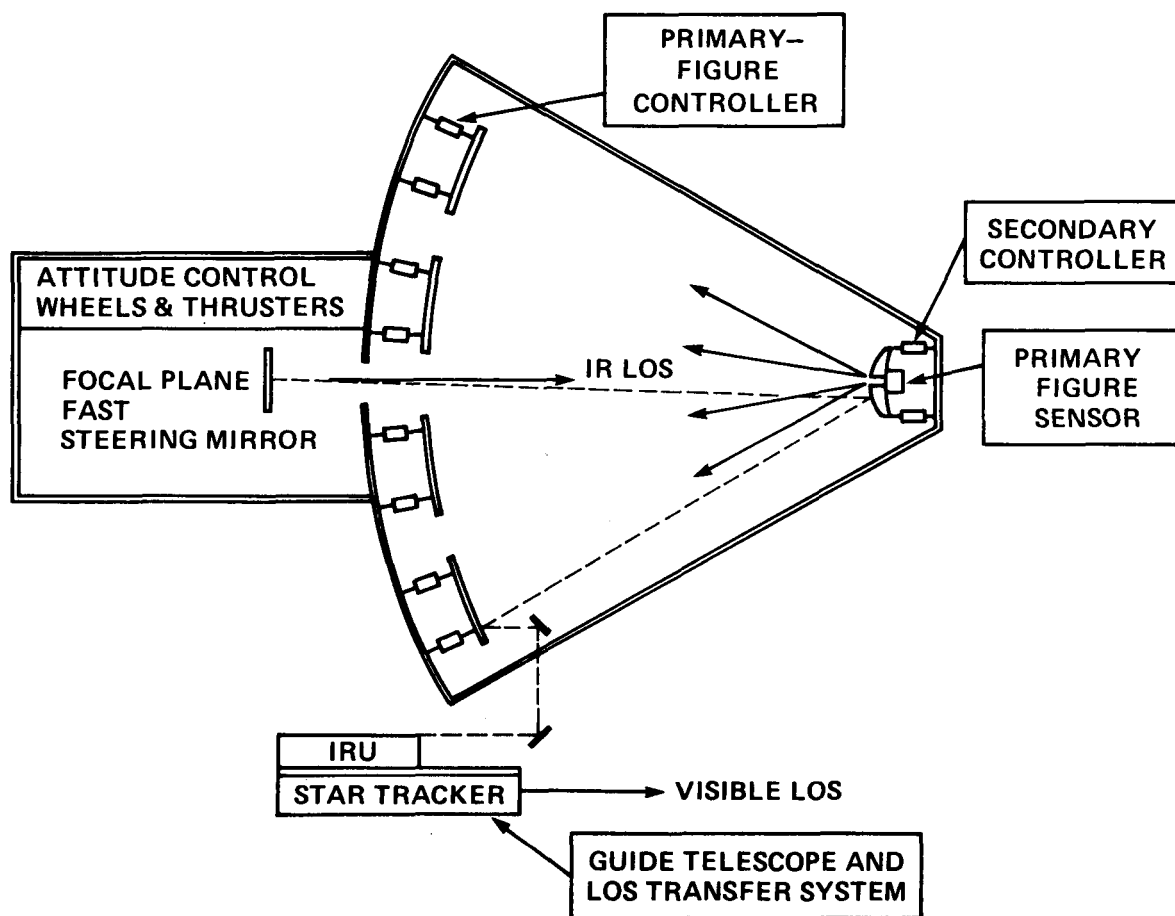 PRIMARY–
FIGURE
CONTROLLER
SECONDARY
CONTROLLER
ATTITUDE CONTROL
WHEELS & THRUSTERS
PRIMARY
FIGURE
SENSOR
IR LOS
FOCAL PLANE
FAST
STEERING MIRROR
IRU
STAR TRACKER
VISIBLE LOS
GUIDE TELESCOPE AND
LOS TRANSFER SYSTEM